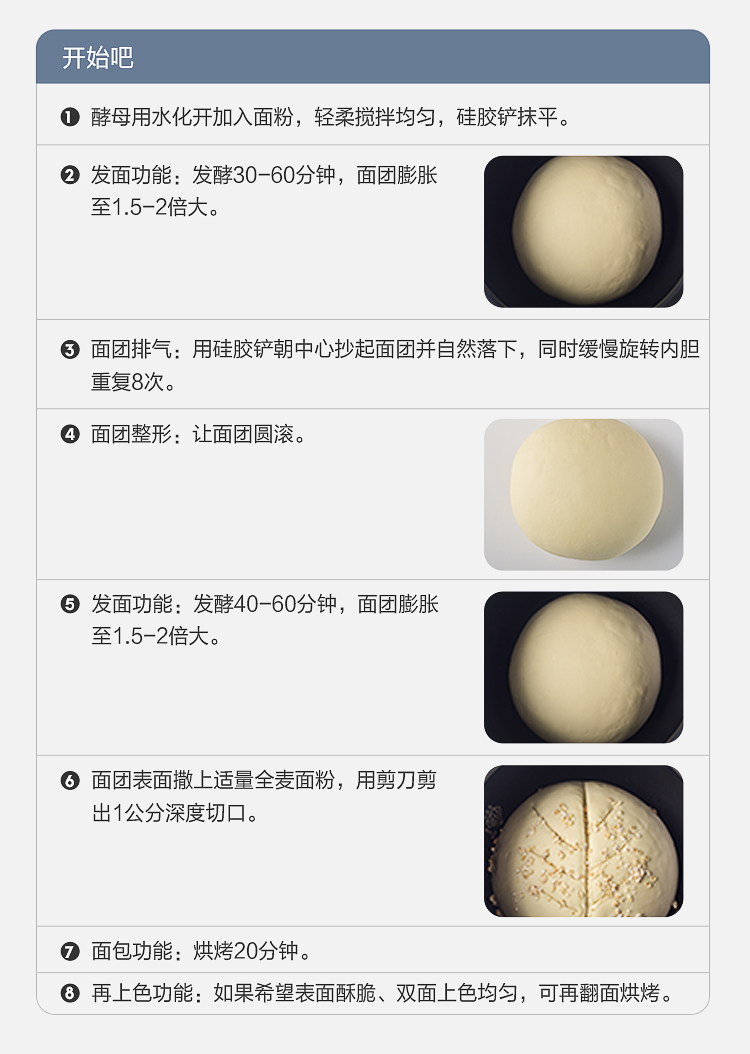 开始吧
1 酵母用水化开加入面粉，轻柔搅拌均匀，硅胶铲抹平。
2 发面功能：发酵30-60分钟，面团膨胀
至1.5-2倍大。
3 面团排气：用硅胶铲朝中心抄起面团并自然落下，同时缓慢旋转内胆
重复8次。
4 面团整形：让面团圆滚。
5 发面功能：发酵40-60分钟，面团膨胀
至1.5-2倍大。
6 面团表面撒上适量全麦面粉，用剪刀剪
出1公分深度切口。
7 面包功能：烘烤20分钟。
8 再上色功能：如果希望表面酥脆、双面上色均匀，可再翻面烘烤。